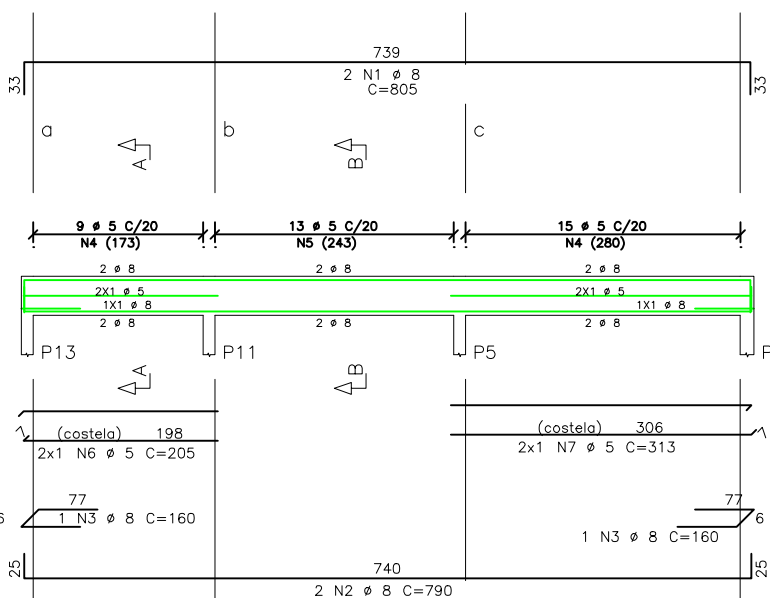 739
33
2 N1 ø 8
C=805
33
a
b
c
A
B
9 ø 5 C/20
N4 (173)
13 ø 5 C/20
N5 (243)
15 ø 5 C/20
N4 (280)
2 ø 8
2 ø 8
2 ø 8
2X1 ø 5
2X1 ø 5
1X1 ø 8
1X1 ø 8
2 ø 8
2 ø 8
2 ø 8
P13
P11
P5
P
A
B
7
(costela) 198
2x1 N6 ø 5 C=205
(costela) 306
2x1 N7 ø 5 C=313
7
77
6
1 N3 ø 8 C=160
77
6
1 N3 ø 8 C=160
25
740
2 N2 ø 8 C=790
25